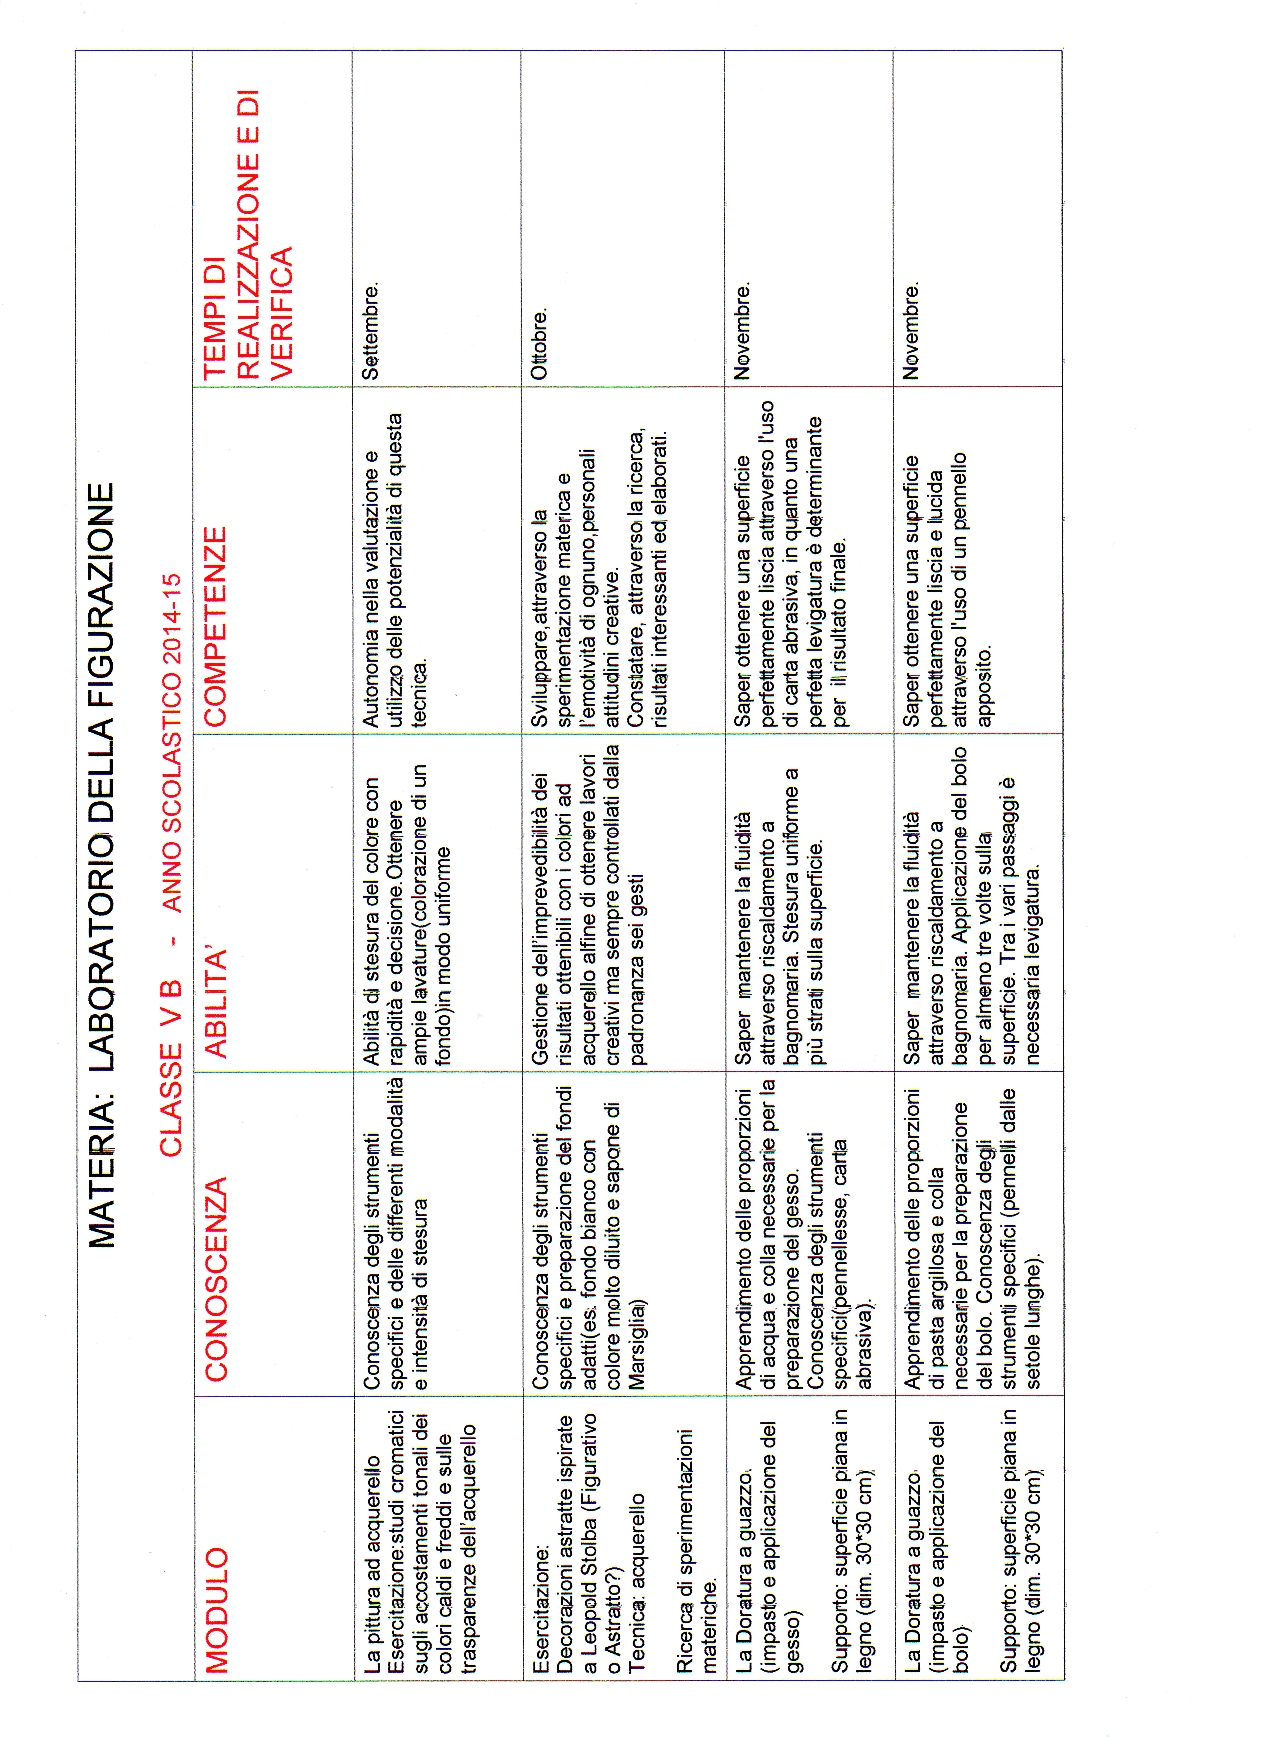 MATERIA: LABORATORIO DELLA FIGURAZIONE
CLASSE V B - ANNO SCOLASTICO 2014-15
MODULO
CONOSCENZA
ABILITA'
COMPETENZE
TEMPI DI
REALIZZAZIONE E DI
VERIFICA
La pittura ad acquerello
Esercitazione:studi cromatici
sugli accostamenti tonali dei
colori caldi e freddi e sulle
trasparenze dell'acquerello
Conoscenza degli strumenti
specifici e delle differenti modalità
e intensità di stesura
Abilità di stesura del colore con
rapidità e decisione.Ottenere
ampie lavature(colorazione di un
fondo)in modo uniforme
Autonomia nella valutazione e
utilizzo delle potenzialità di questa
tecnica.
Settembre.
Esercitazione:
Decorazioni astratte ispirate
a Leopold Stolba (Figurativo
o Astratto?)
Tecnica: acquerello
Ricerca di sperimentazioni
materiche.
Conoscenza degli strumenti
specifici e preparazione dei fondi
adatti(es: fondo bianco con
colore molto diluito e sapone di
Marsiglia)
Gestione dell'imprevedibilità dei
risultati ottenibili con i colori ad
acquerello alfine di ottenere lavori
creativi ma sempre controllati dalla
padronanza sei gesti
Sviluppare,attraverso la
sperimentazione materica e
l'emotività di ognuno,personali
attitudini creative.
Constatare, attraverso la ricerca,
risultati interessanti ed elaborati.
Ottobre.
La Doratura a guazzo.
(impasto e applicazione del
gesso)
Supporto: superficie piana in
legno (dim. 30*30 cm)
Apprendimento delle proporzioni
di acqua e colla necessarie per la
preparazione del gesso.
Conoscenza degli strumenti
specifici(pennellesse, carta
abrasiva).
Saper mantenere la fluidità
attraverso riscaldamento a
bagnomaria. Stesura uniforme a
più strati sulla superficie.
Saper ottenere una superficie
perfettamente liscia attraverso l'uso
di carta abrasiva, in quanto una
perfetta levigatura è determinante
per il risultato finale.
Novembre.
La Doratura a guazzo.
(impasto e applicazione del
bolo)
Supporto: superficie piana in
legno (dim. 30*30 cm)
Apprendimento delle proporzioni
di pasta argillosa e colla
necessarie per la preparazione
del bolo. Conoscenza degli
strumenti specifici (pennelli dalle
setole lunghe).
Saper mantenere la fluidità
attraverso riscaldamento a
bagnomaria. Applicazione del bolo
per almeno tre volte sulla
superficie. Tra i vari passaggi è
necessaria levigatura.
Saper ottenere una superficie
perfettamente liscia e lucida
attraverso l'uso di un pennello
apposito.
Novembre.